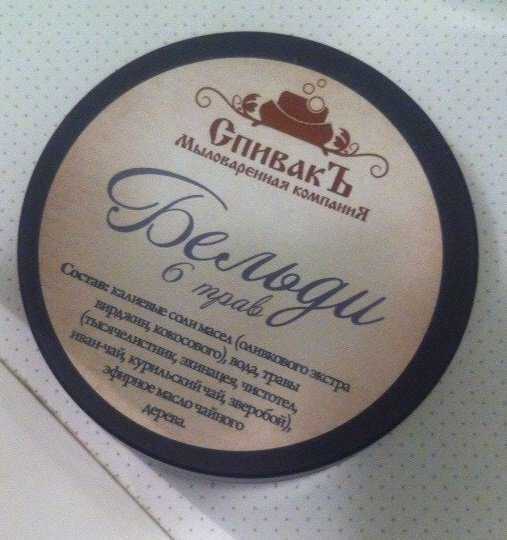 СпивакЪ
Мыловаренная компаниЯ
Бельди
6 трав
Состав: калиевые соли масел (оливкового экстра
вирджин, кокосового), вода, травы
(тысячелистник, эхинацея, чистотел,
иван-чай, курильский чай, зверобой),
эфирное масло чайного
дерева.